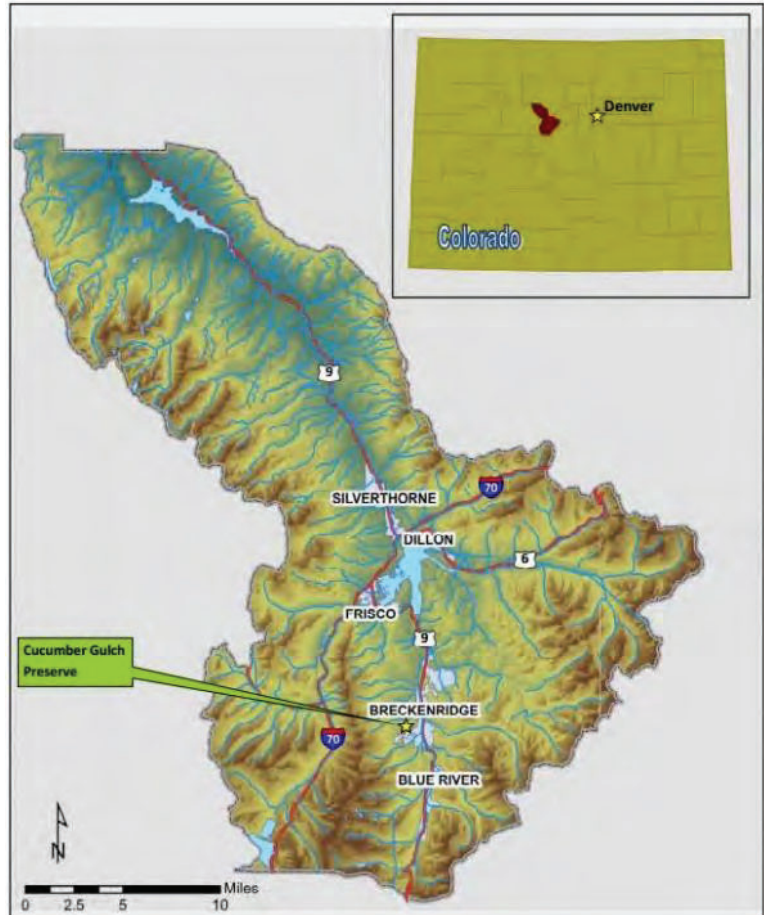 Denver
Colorado
9
SILVERTHORNE
70
DILLON
6
FRISCO
9
Cucumber Gulch
Preserve
BRECKENRIDGE
70
BLUE RIVER
N
Miles
0 2.5 5 10